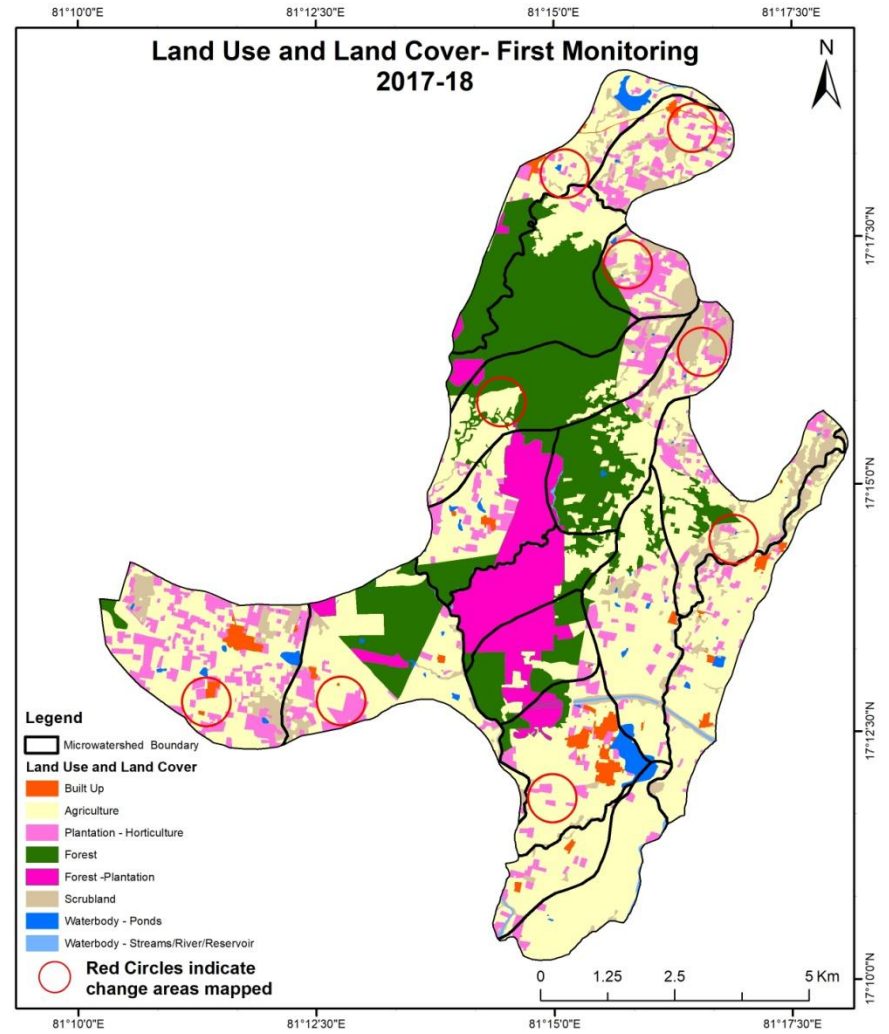 81°10'0"E 81°12'30"E 81°15'0"E 81°17'30"E
Land Use and Land Cover- First Monitoring
2017-18
N
17°17'30"N
17°15'0"N
17°12'30"N
17°10'0"N
Legend
Microwatershed Boundary
Land Use and Land Cover
Built Up
Agriculture
Plantation - Horticulture
Forest
Forest -Plantation
Scrubland
Waterbody - Ponds
Waterbody - Streams/River/Reservoir
Red Circles indicate
change areas mapped
0 1.25 2.5 5 Km
81°10'0"E 81°12'30"E 81°15'0"E 81°17'30"E